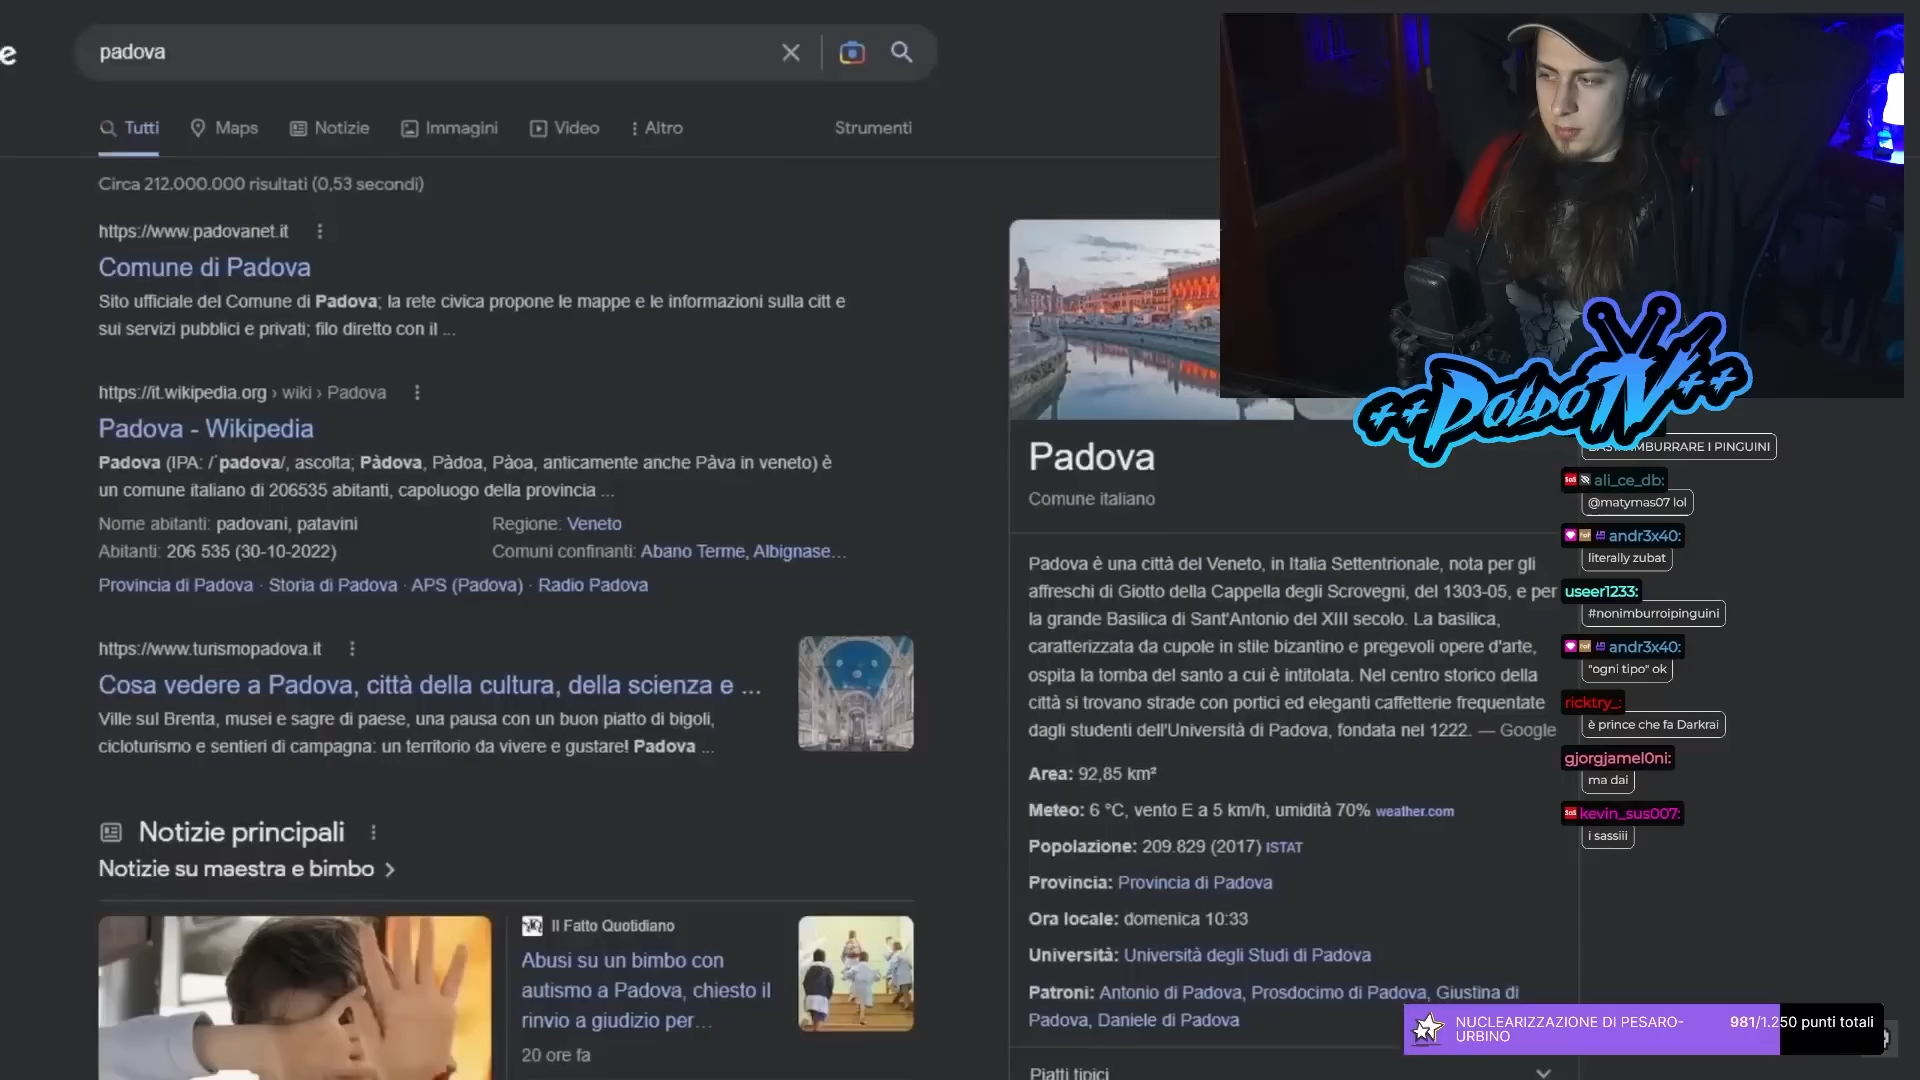 e
padova
Tutti
Maps
Notizie
Immagini
Video
Altro
Strumenti
Circa 212.000.000 risultati (0,53 secondi)
https://www.padovanet.it
Comune di Padova
Sito ufficiale del Comune di Padova; la rete civica propone le mappe e le informazioni sulla citt e
sui servizi pubblici e privati; filo diretto con il ...
https://it.wikipedia.org › wiki › Padova
Padova - Wikipedia
Padova (IPA: /ˈpadova/, ascolta; Pàdova, Pàdoa, Pàoa, anticamente anche Pàva in veneto) è
un comune italiano di 206535 abitanti, capoluogo della provincia ...
Nome abitanti: padovani, patavini
Regione: Veneto
Abitanti: 206 535 (30-10-2022)
Comuni confinanti: Abano Terme, Albignase...
Provincia di Padova · Storia di Padova · APS (Padova) · Radio Padova
https://www.turismopadova.it
Cosa vedere a Padova, città della cultura, della scienza e ...
Ville sul Brenta, musei e sagre di paese, una pausa con un buon piatto di bigoli,
cicloturismo e sentieri di campagna: un territorio da vivere e gustare! Padova ...
Notizie principali
Notizie su maestra e bimbo
Il Fatto Quotidiano
Abusi su un bimbo con
autismo a Padova, chiesto il
rinvio a giudizio per...
20 ore fa
Padova
Comune italiano
Padova è una città del Veneto, in Italia Settentrionale, nota per gli
affreschi di Giotto della Cappella degli Scrovegni, del 1303-05, e per
la grande Basilica di Sant'Antonio del XIII secolo. La basilica,
caratterizzata da cupole in stile bizantino e pregevoli opere d'arte,
ospita la tomba del santo a cui è intitolata. Nel centro storico della
città si trovano strade con portici ed eleganti caffetterie frequentate
dagli studenti dell'Università di Padova, fondata nel 1222. — Google
Area: 92,85 km²
Meteo: 6 °C, vento E a 5 km/h, umidità 70% weather.com
Popolazione: 209.829 (2017) ISTAT
Provincia: Provincia di Padova
Ora locale: domenica 10:33
Università: Università degli Studi di Padova
Patroni: Antonio di Padova, Prosdocimo di Padova, Giustina di
Padova, Daniele di Padova
Piatti tipici
++POLDOTV++
IMBURRARE I PINGUINI
ali_ce_db:
@matymas07 lol
andr3x40:
literally zubat
useer1233:
#nonimburroipinguini
andr3x40:
"ogni tipo" ok
ricktry_:
è prince che fa Darkrai
gjorgjamel0ni:
ma dai
kevin_sus007:
i sassiii
NUCLEARIZZAZIONE DI PESARO-
URBINO
981/1.250 punti totali